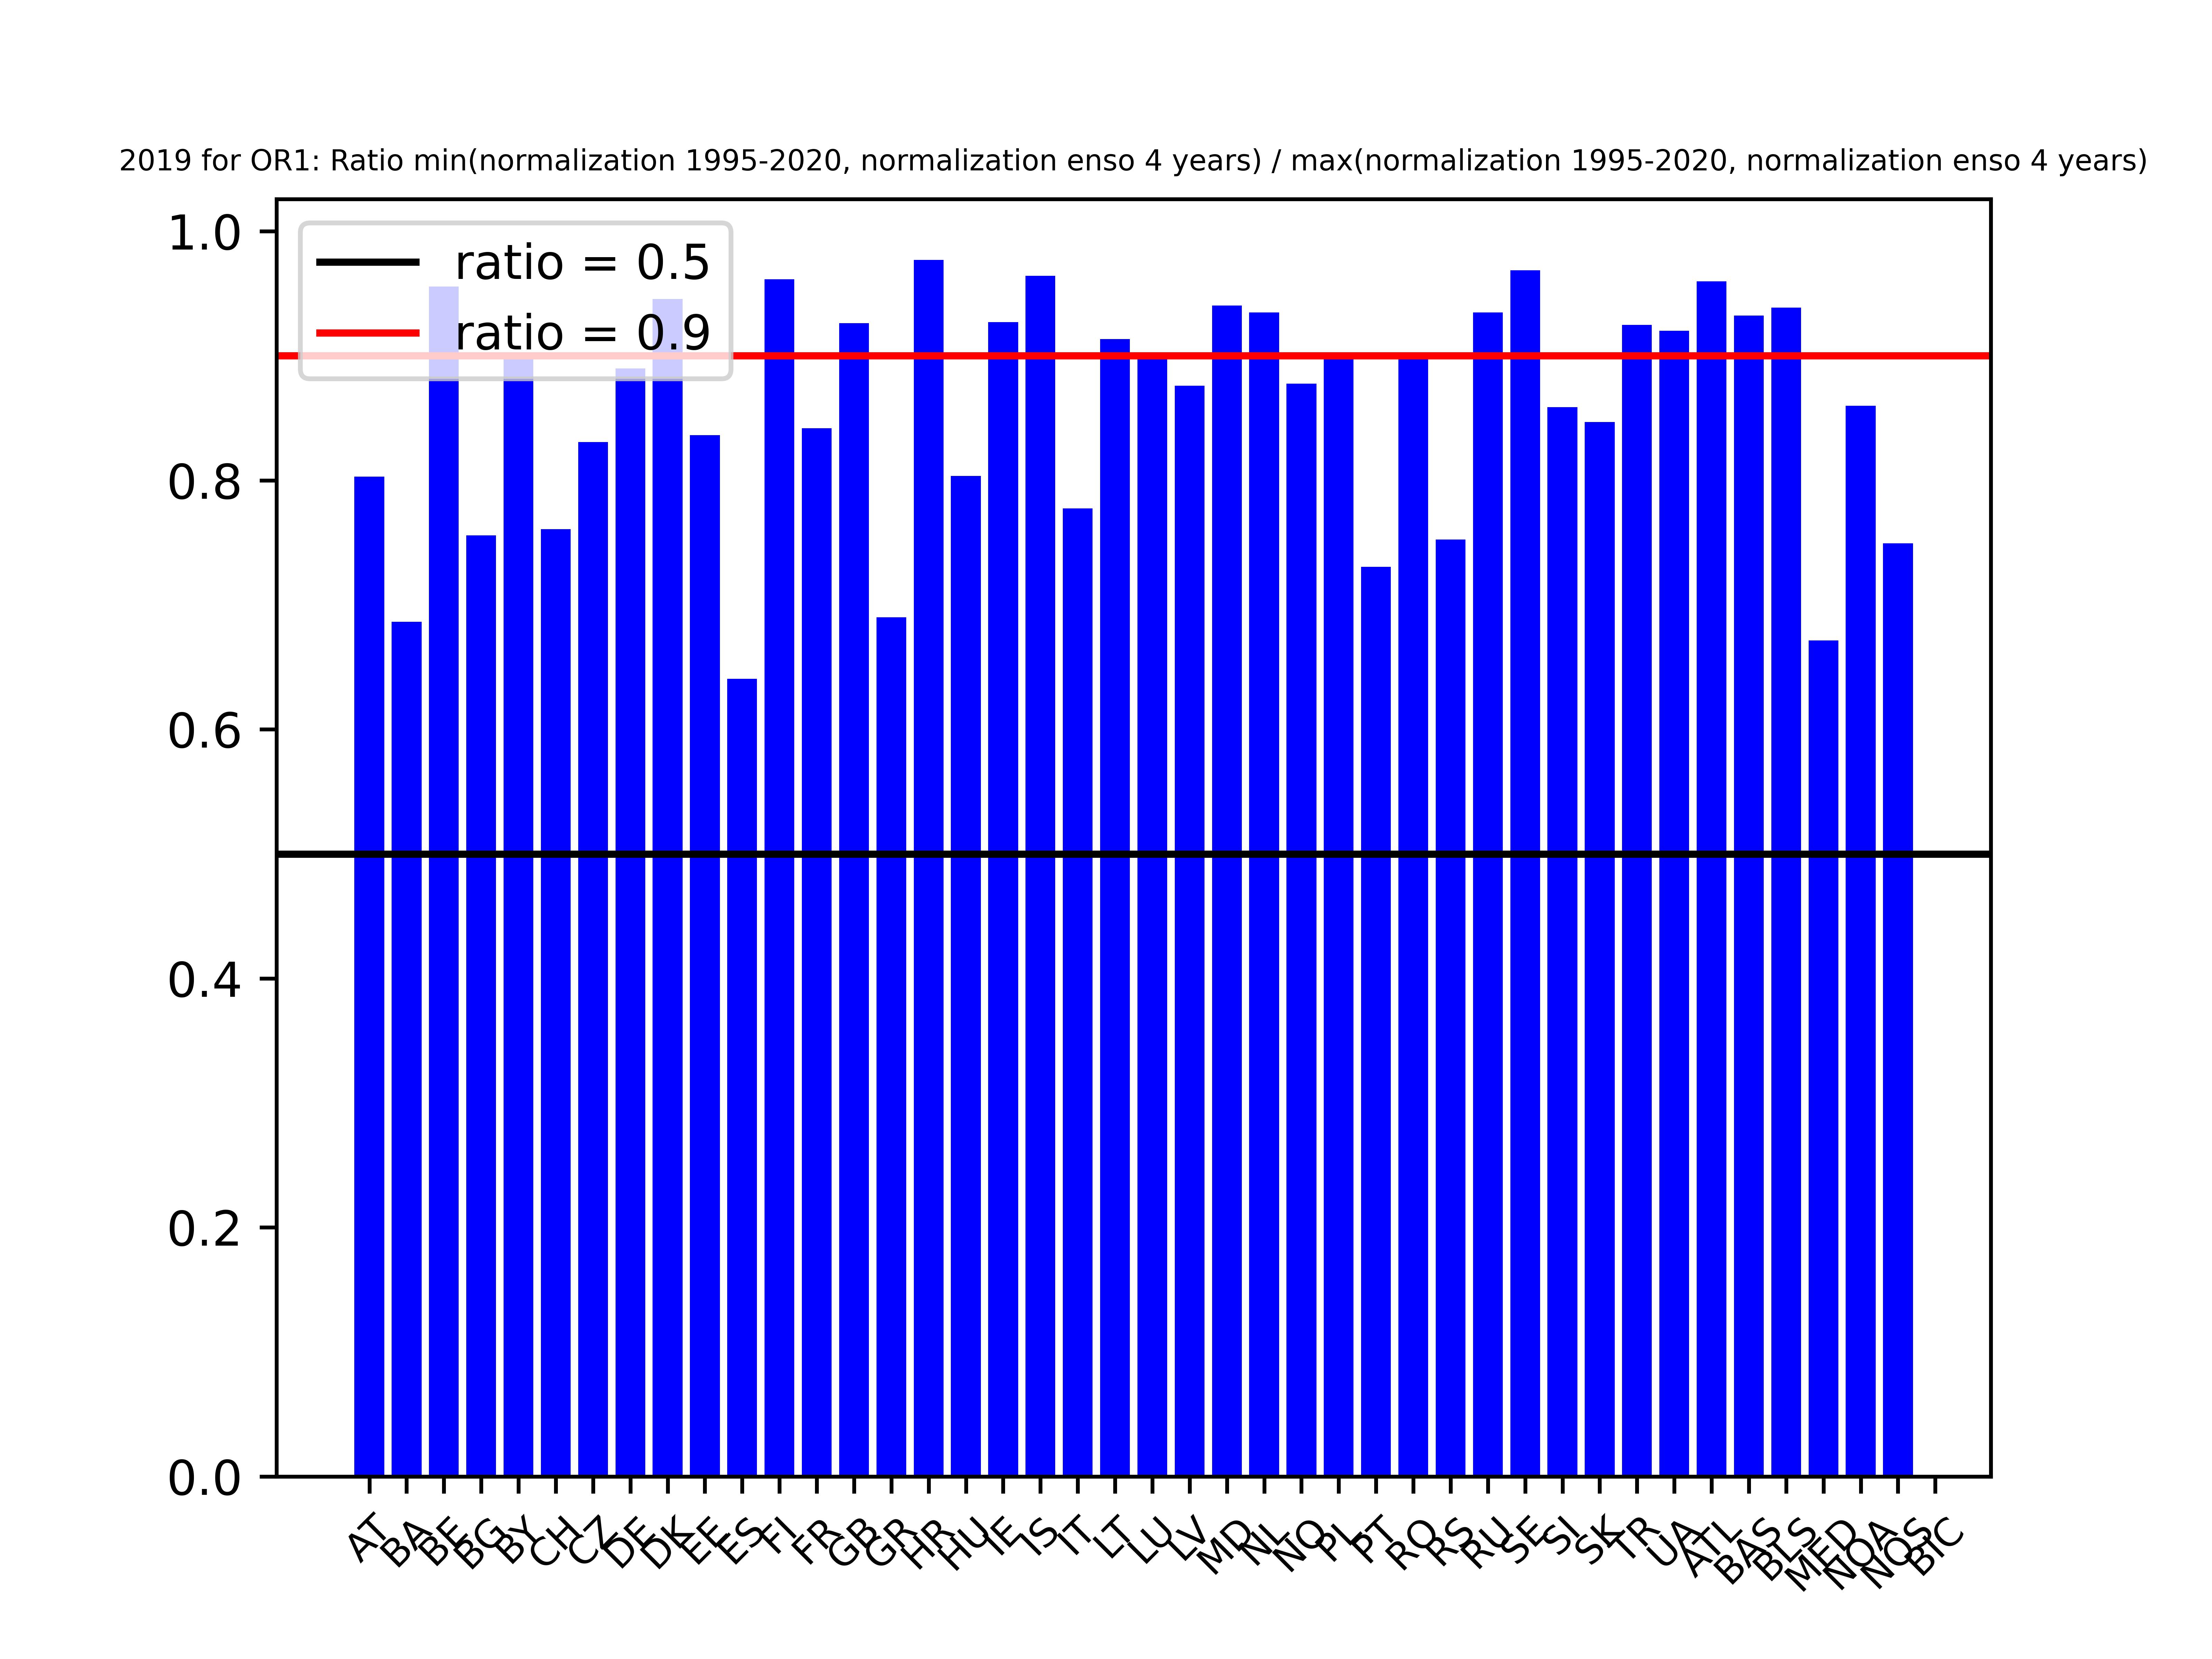 2019 for OR1: Ratio min(normalization 1995-2020, normalization enso 4 years) / max(normalization 1995-2020, normalization enso 4 years)
ratio = 0.5
ratio = 0.9
1.0
0.8
0.6
0.4
0.2
0.0
AT BA BE BG BY CH CZ DE DK EE ES FI FR GB GR HR HU IE IS IT LT LU LV MD NL NO PL PT RO RS RU SE SI SK TR UA ATL BAS BLS MED NOA NOS BIC